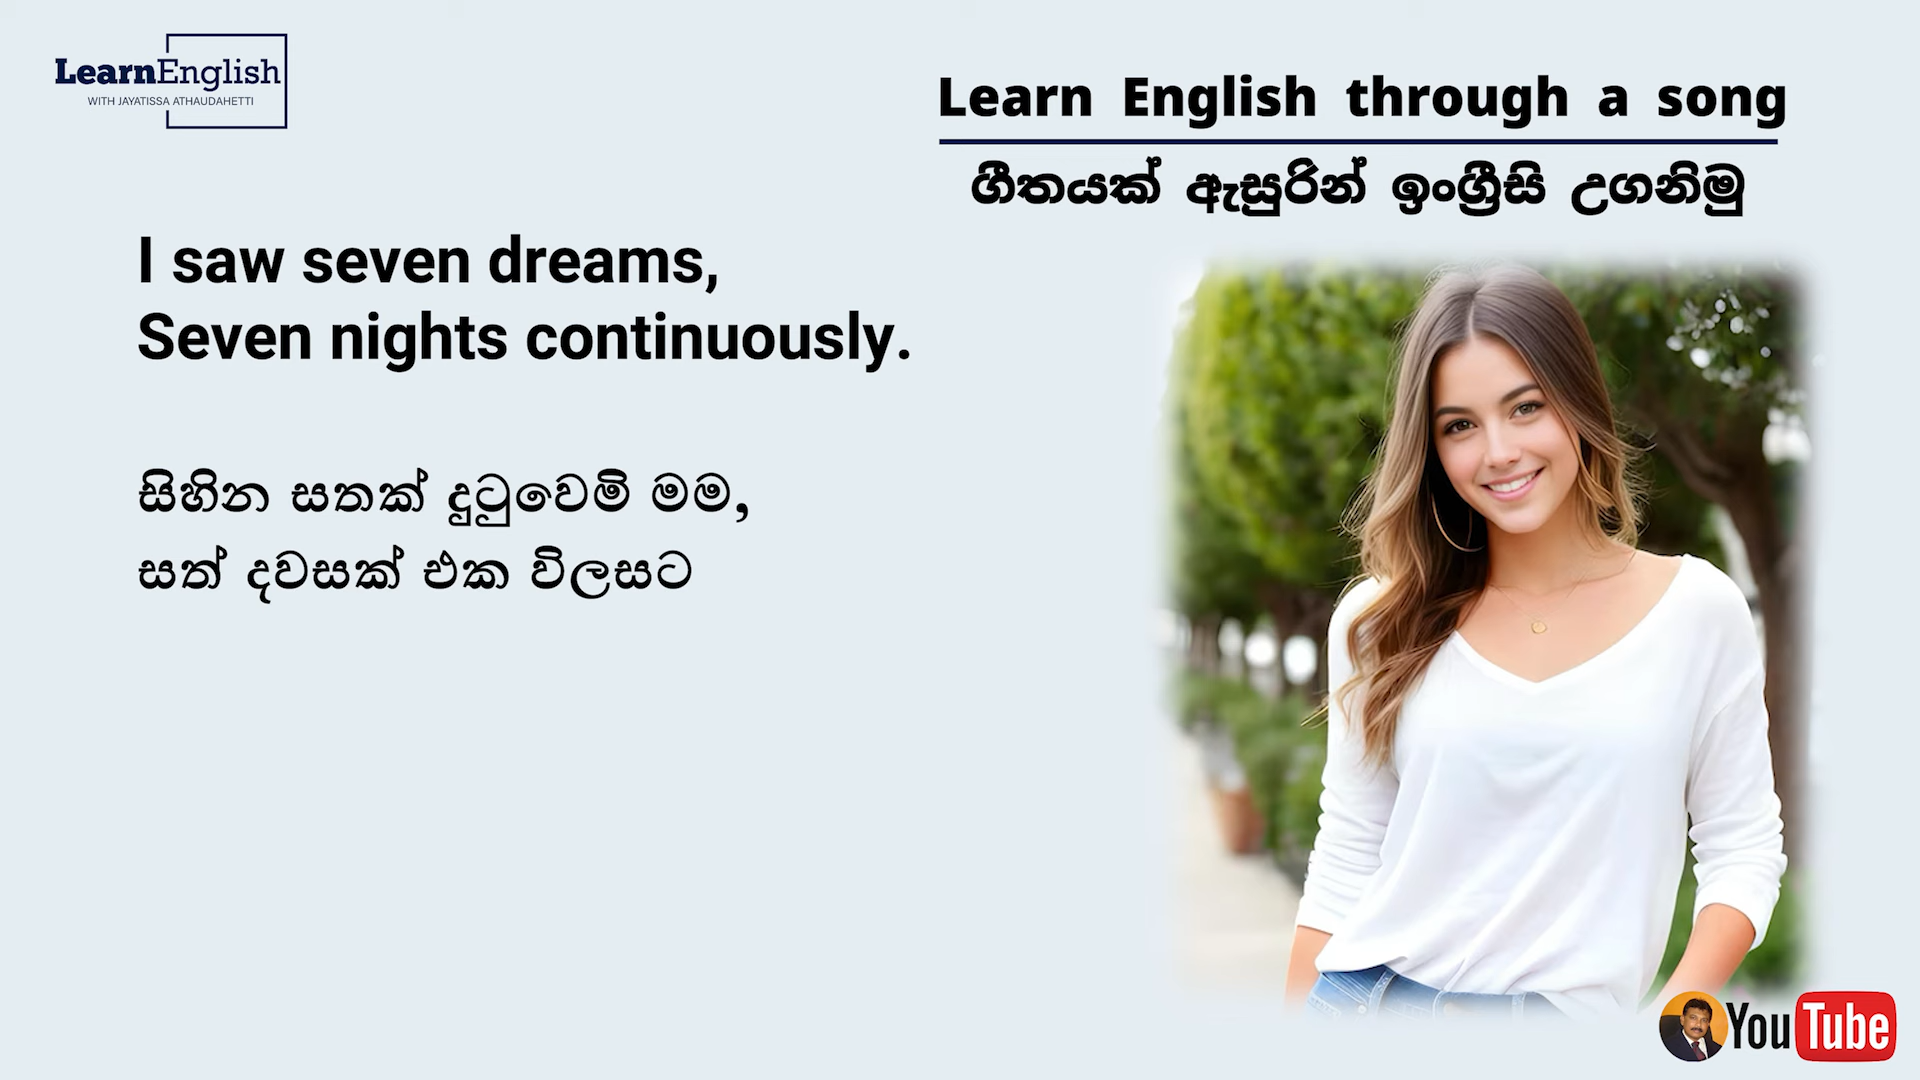 LearnEnglish
WITH JAYATISSA ATHAUDAHETTI
Learn English through a song
ගීතයක් ඇසුරින් ඉංග්‍රීසි උගනිමු
I saw seven dreams,
Seven nights continuously.
සිහින සතක් දුටුවෙමි මම,
සත් දවසක් එක විලසට
YouTube